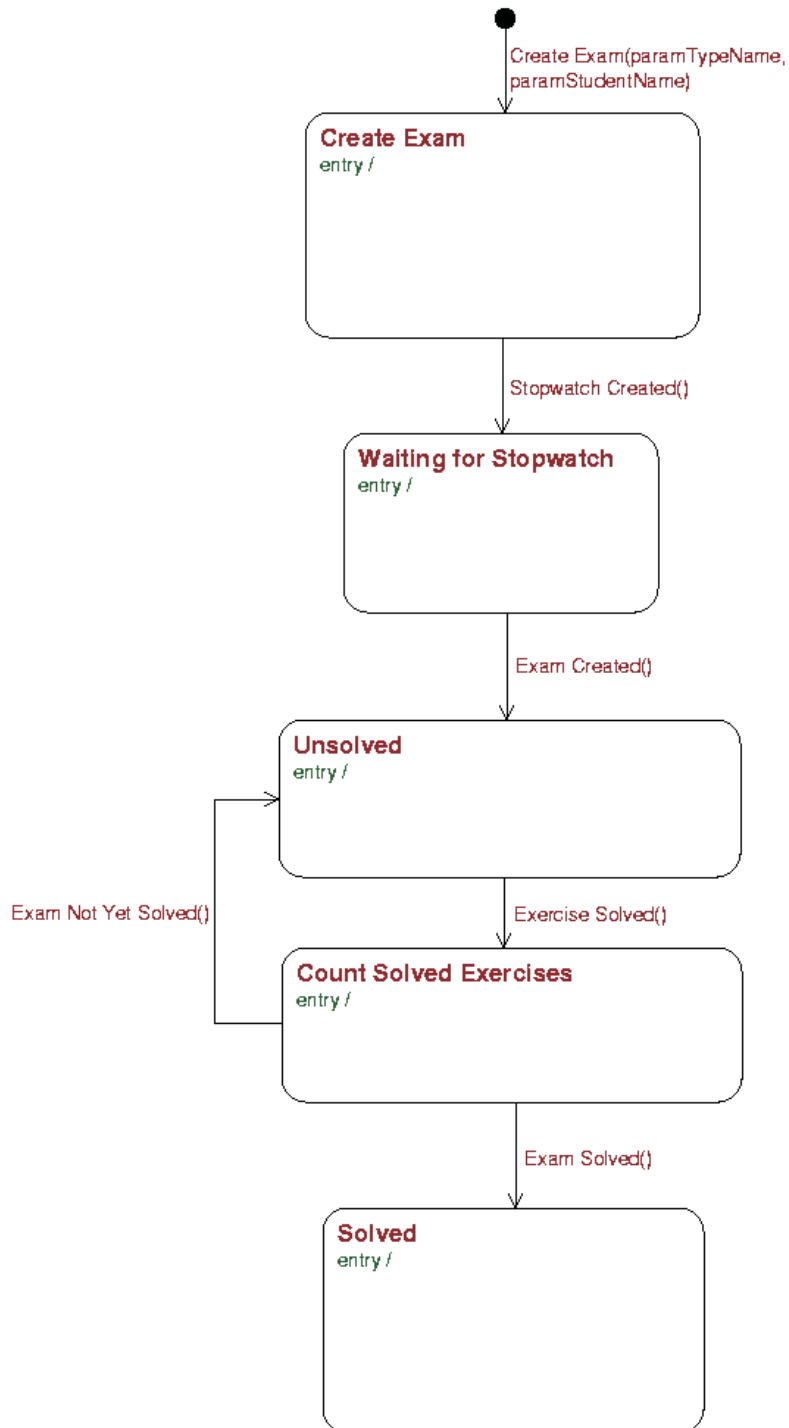 Create Exam(paramTypeName,
paramStudentName)
Create Exam
entry /
Stopwatch Created()
Waiting for Stopwatch
entry /
Exam Created()
Unsolved
entry /
Exam Not Yet Solved()
Exercise Solved()
Count Solved Exercises
entry /
Exam Solved()
Solved
entry /